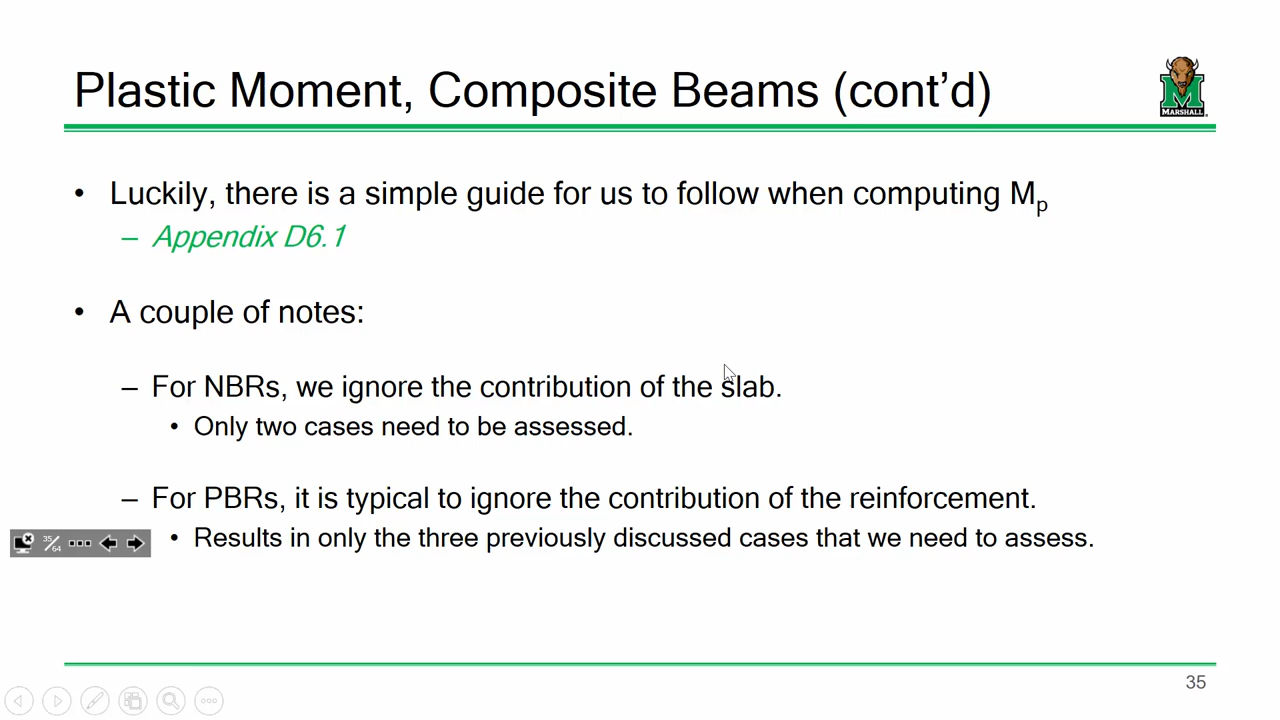 Plastic Moment, Composite Beams (cont’d)
MARSHALL
• Luckily, there is a simple guide for us to follow when computing Mp
– Appendix D6.1
• A couple of notes:
– For NBRs, we ignore the contribution of the slab.
• Only two cases need to be assessed.
– For PBRs, it is typical to ignore the contribution of the reinforcement.
35/64
• Results in only the three previously discussed cases that we need to assess.
35